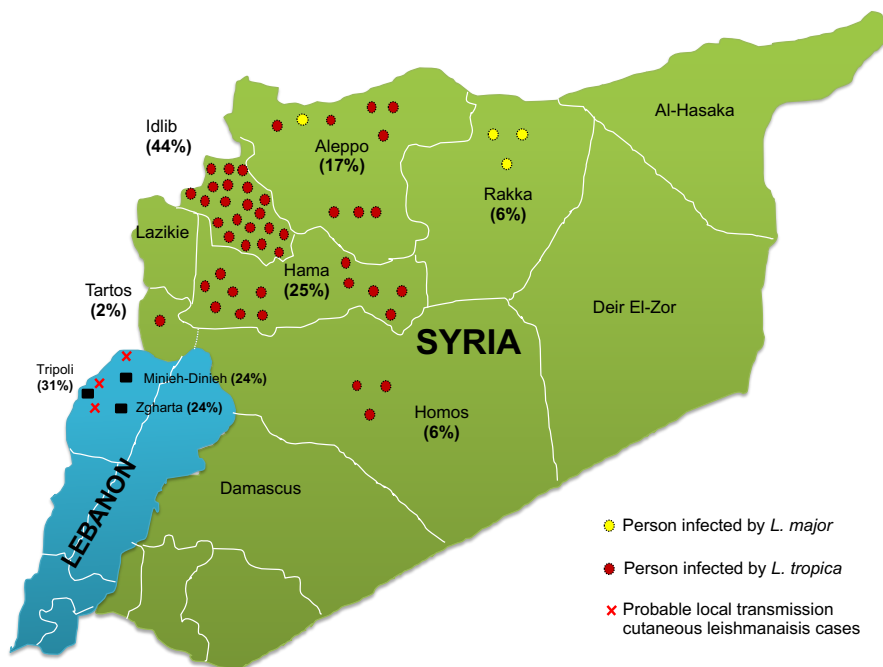 Al-Hasaka
Idlib
(44%)
Aleppo
(17%)
Rakka
(6%)
Lazikie
Hama
(25%)
Tartos
(2%)
Deir El-Zor
SYRIA
Tripoli
(31%)
Minieh-Dinieh (24%)
Zgharta (24%)
Homos
(6%)
LEBANON
Damascus
Person infected by L. major
Person infected by L. tropica
Probable local transmission
cutaneous leishmanaisis cases